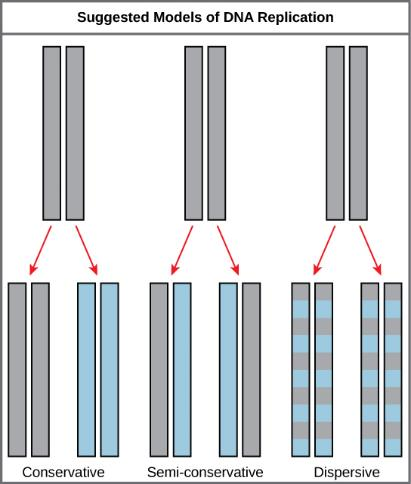 Suggested Models of DNA Replication
Conservative
Semi-conservative
Dispersive